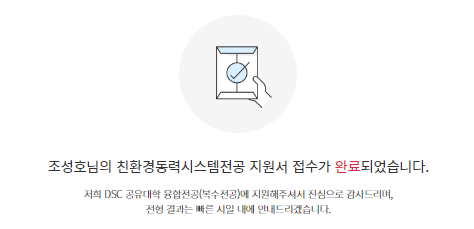 조성호님의 친환경동력시스템전공 지원서 접수가 완료되었습니다.
저희 DSC 공유대학 융합전공(복수전공)에 지원해주셔서 진심으로 감사드리며,
전형 결과는 빠른 시일 내에 안내드리겠습니다.